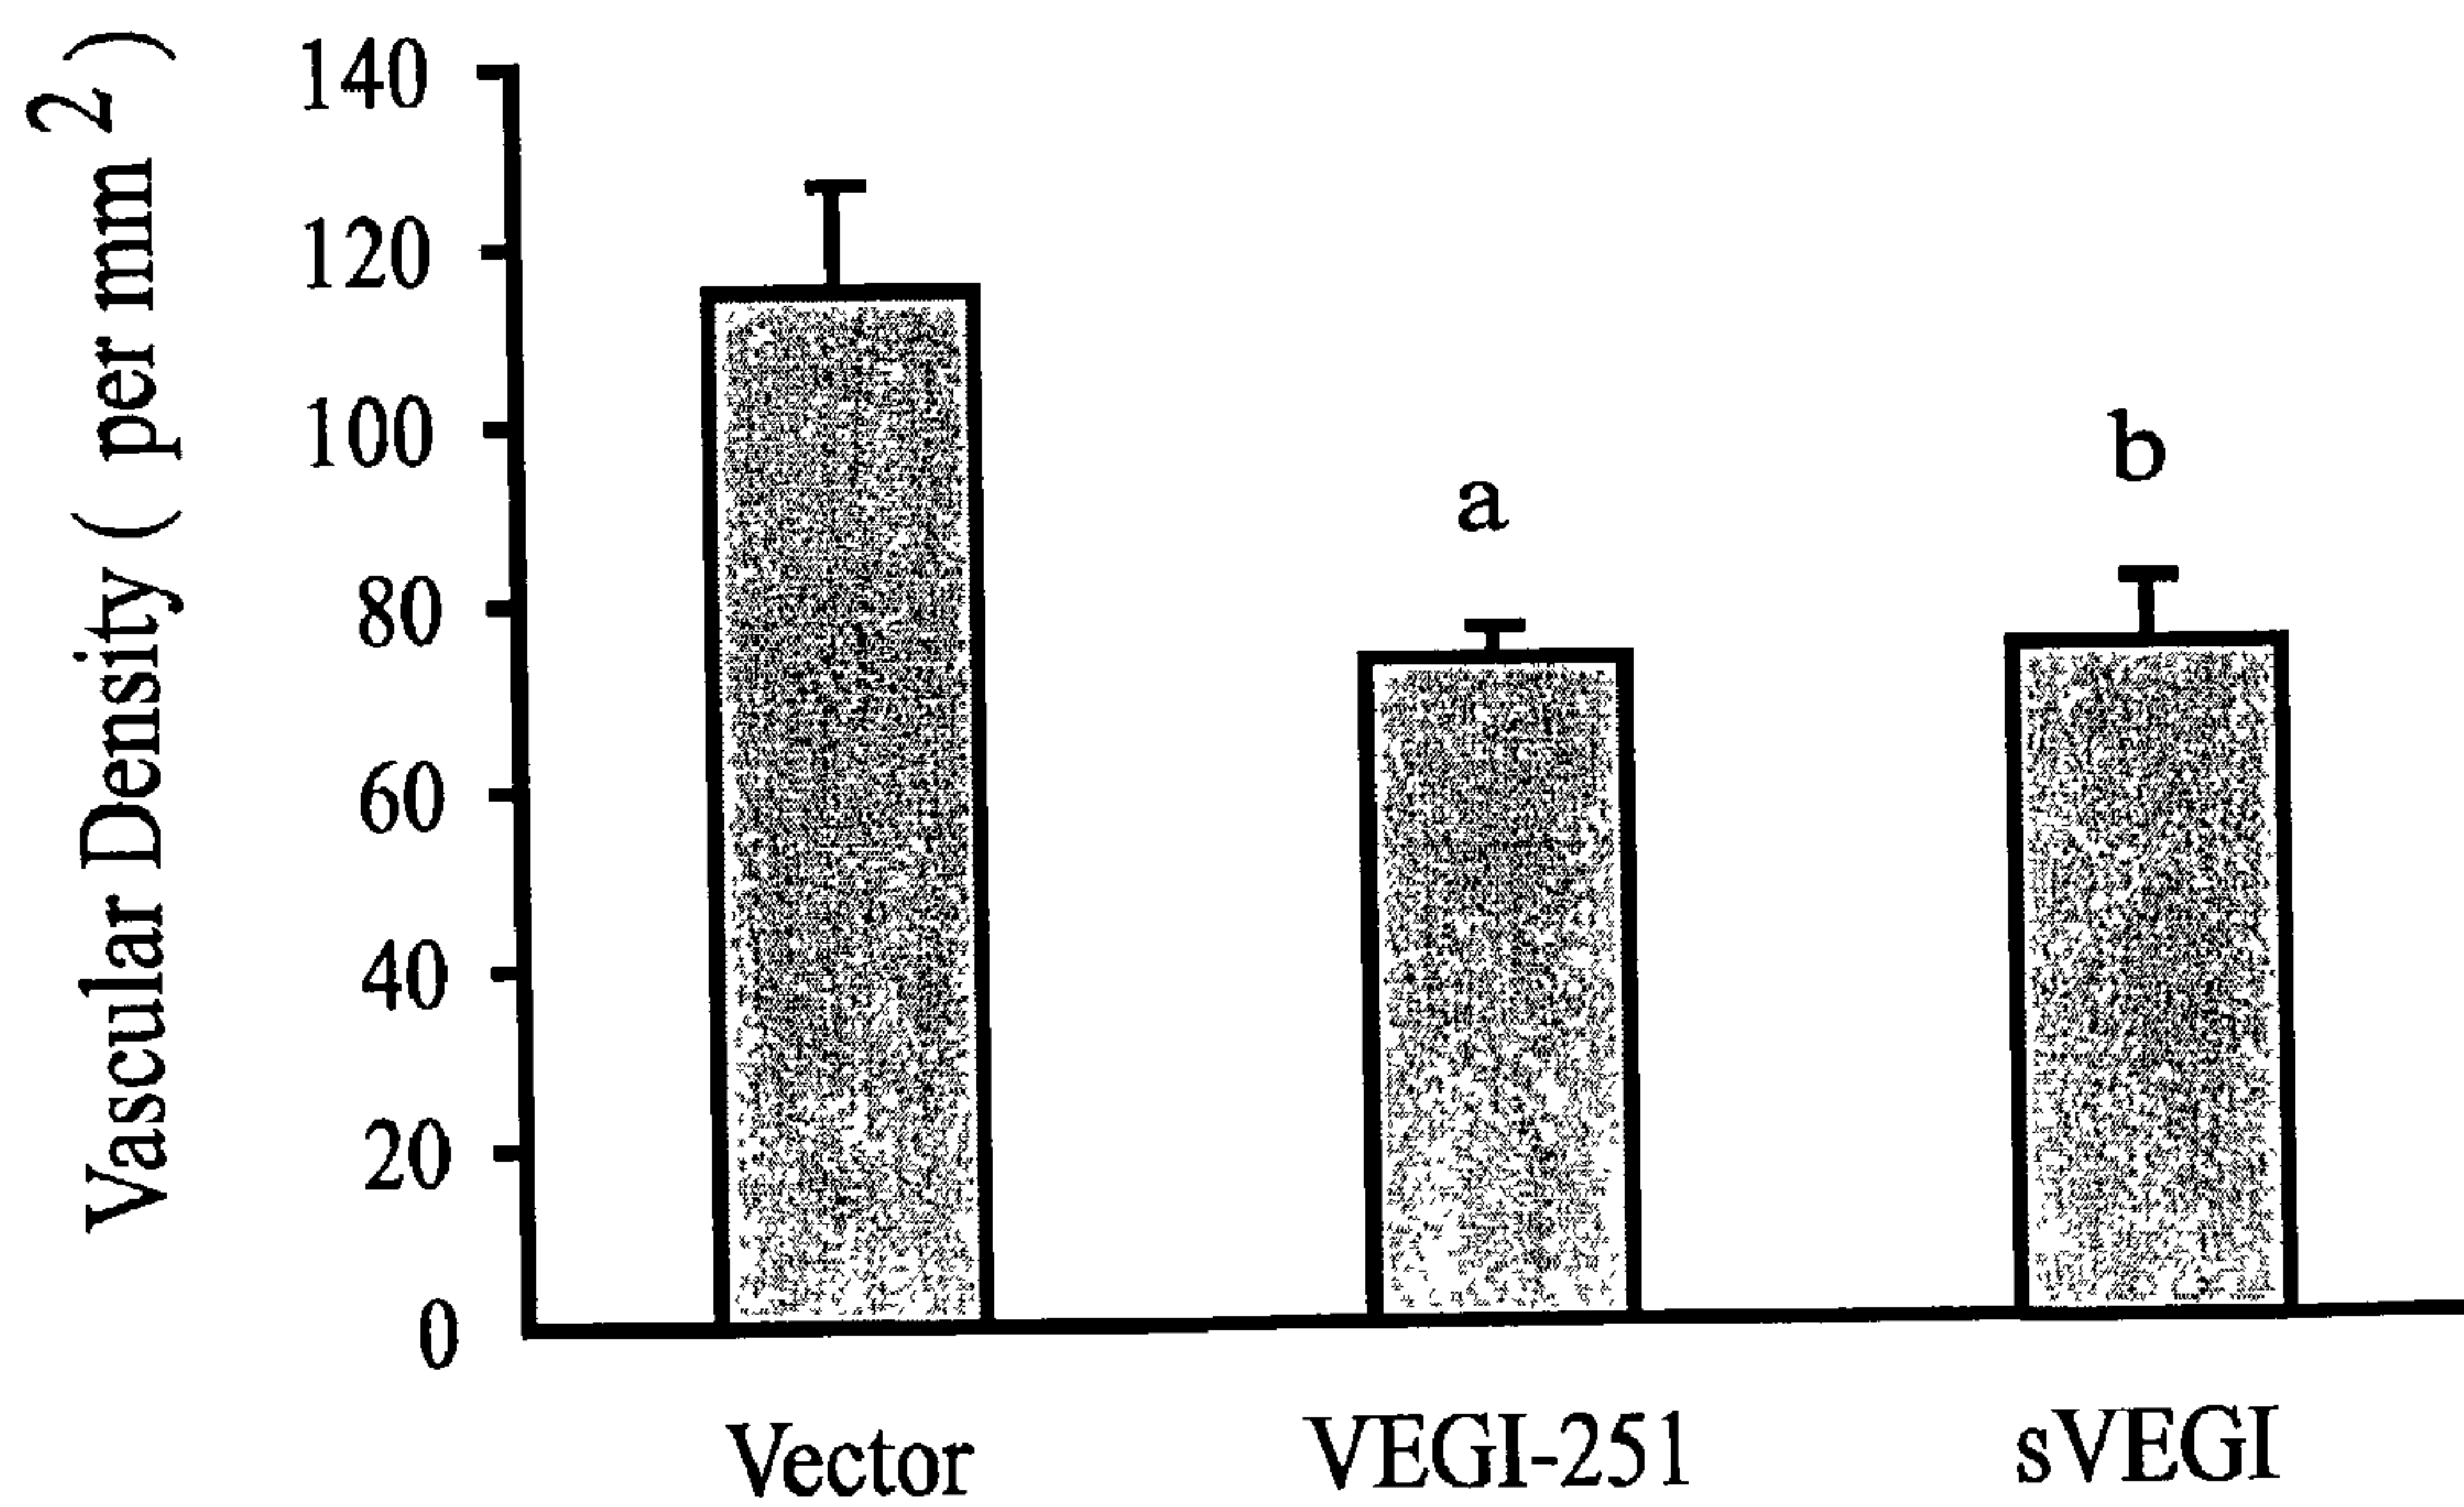 Vascular Density ( per mm 2 )
140
120
100
80
60
40
20
0
a
b
Vector VEGI-251 sVEGI